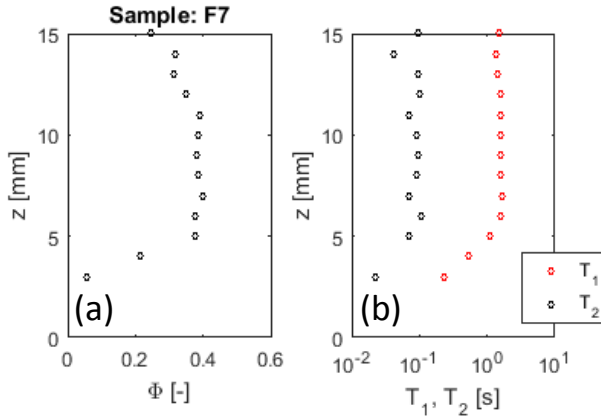 Sample: F7
15
10
5
0
z [mm]
(a)
0 0.2 0.4 0.6
Φ [-]
15
10
5
0
z [mm]
(b)
T₁
T₂
10⁻² 10⁻¹ 10⁰ 10¹
T₁, T₂ [s]